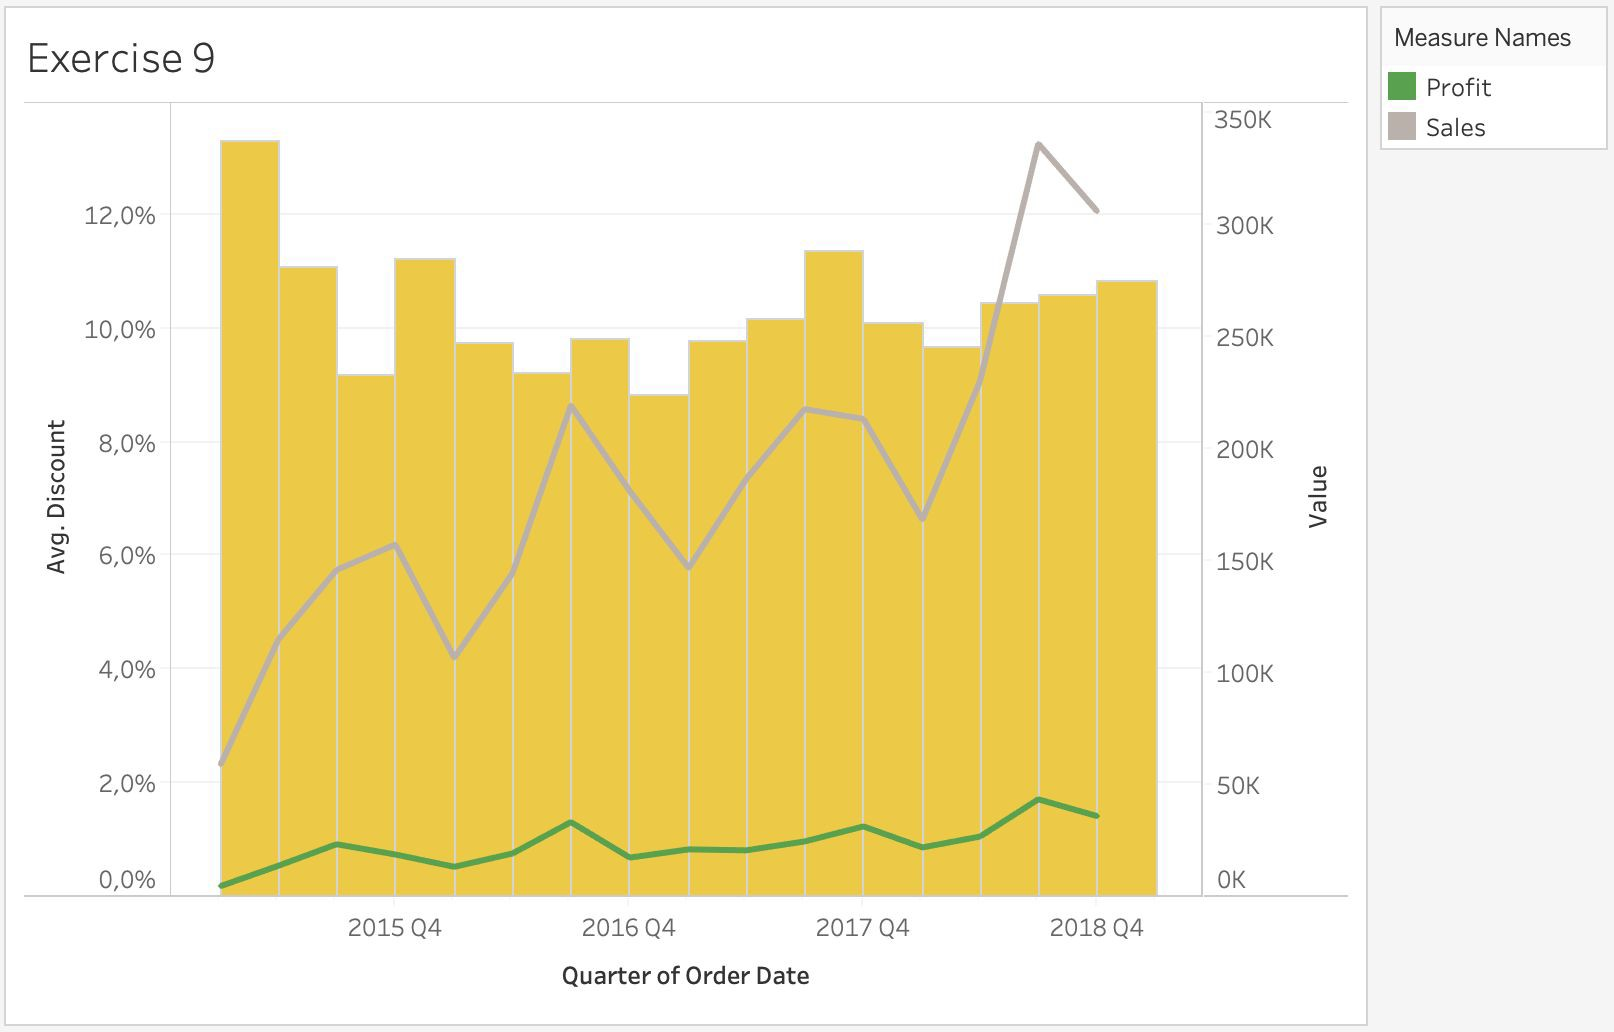 Exercise 9
Measure Names
Profit
Sales
Avg. Discount
12,0%
10,0%
8,0%
6,0%
4,0%
2,0%
0,0%
350K
300K
250K
200K
150K
100K
50K
0K
Value
2015 Q4 2016 Q4 2017 Q4 2018 Q4
Quarter of Order Date